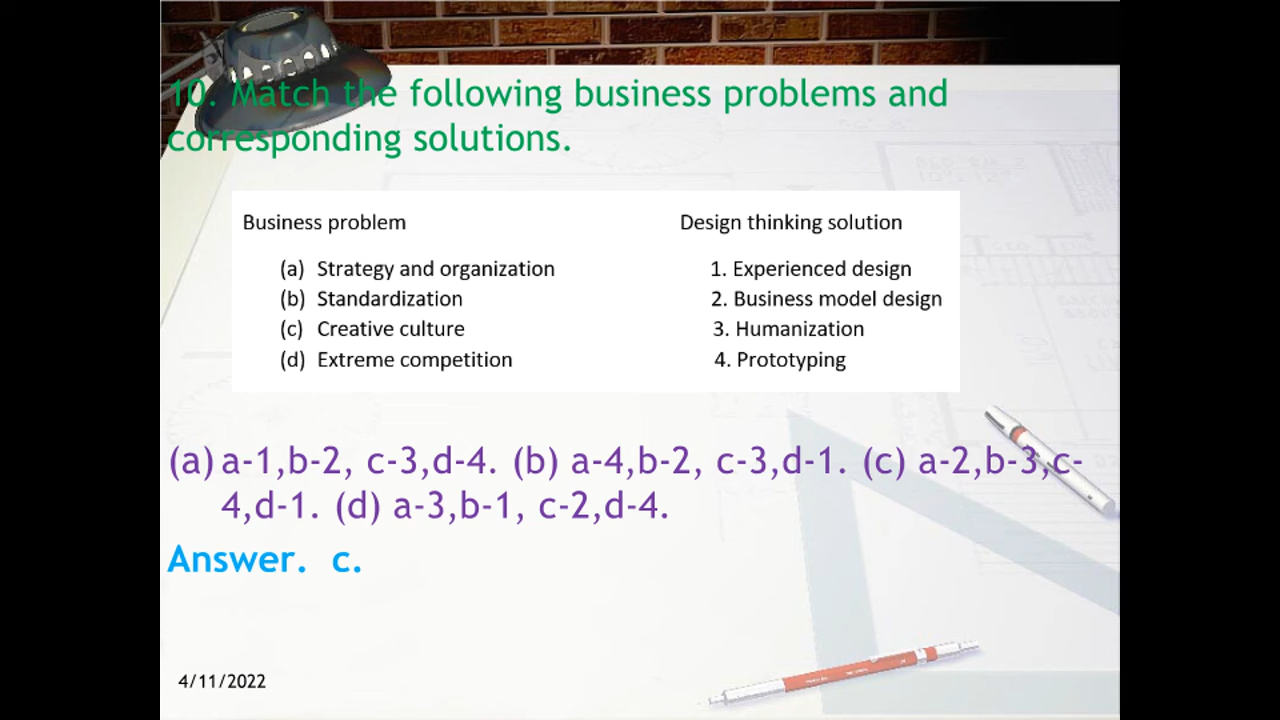 10. Match the following business problems and
corresponding solutions.
Business problem Design thinking solution
(a) Strategy and organization 1. Experienced design
(b) Standardization 2. Business model design
(c) Creative culture 3. Humanization
(d) Extreme competition 4. Prototyping
(a) a-1,b-2, c-3,d-4. (b) a-4,b-2, c-3,d-1. (c) a-2,b-3,c-
4,d-1. (d) a-3,b-1, c-2,d-4.
Answer. c.
4/11/2022